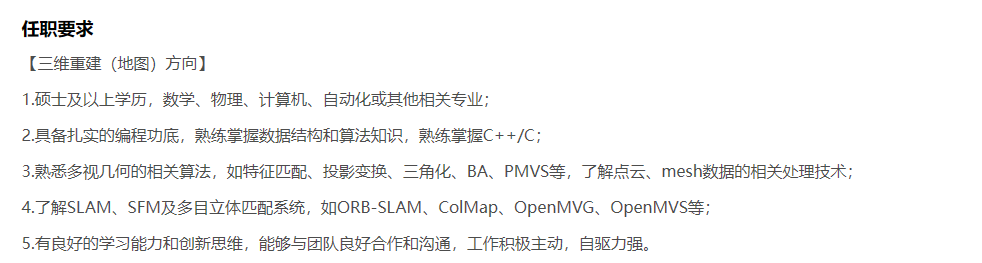 任职要求
【三维重建（地图）方向】
1.硕士及以上学历，数学、物理、计算机、自动化或其他相关专业；
2.具备扎实的编程功底，熟练掌握数据结构和算法知识，熟练掌握C++/C；
3.熟悉多视几何的相关算法，如特征匹配、投影变换、三角化、BA、PMVS等，了解点云、mesh数据的相关处理技术；
4.了解SLAM、SFM及多目立体匹配系统，如ORB-SLAM、ColMap、OpenMVG、OpenMVS等；
5.有良好的学习能力和创新思维，能够与团队良好合作和沟通，工作积极主动，自驱力强。